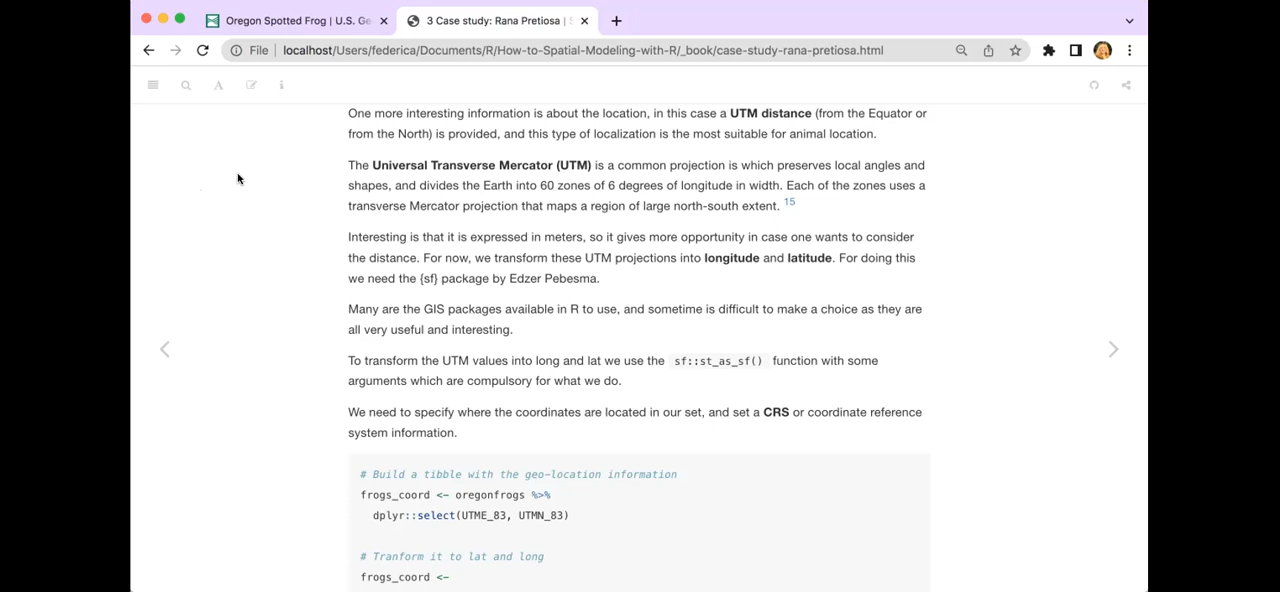 Oregon Spotted Frog | U.S. Ge
3 Case study: Rana Pretiosa |
File localhost/Users/federica/Documents/R/How-to-Spatial-Modeling-with-R/_book/case-study-rana-pretiosa.html
One more interesting information is about the location, in this case a UTM distance (from the Equator or
from the North) is provided, and this type of localization is the most suitable for animal location.
The Universal Transverse Mercator (UTM) is a common projection is which preserves local angles and
shapes, and divides the Earth into 60 zones of 6 degrees of longitude in width. Each of the zones uses a
transverse Mercator projection that maps a region of large north-south extent. 15
Interesting is that it is expressed in meters, so it gives more opportunity in case one wants to consider
the distance. For now, we transform these UTM projections into longitude and latitude. For doing this
we need the {sf} package by Edzer Pebesma.
Many are the GIS packages available in R to use, and sometime is difficult to make a choice as they are
all very useful and interesting.
To transform the UTM values into long and lat we use the sf::st_as_sf() function with some
arguments which are compulsory for what we do.
We need to specify where the coordinates are located in our set, and set a CRS or coordinate reference
system information.
# Build a tibble with the geo-location information
frogs_coord <- oregonfrogs %>%
dplyr::select(UTME_83, UTMN_83)
# Tranform it to lat and long
frogs_coord <-